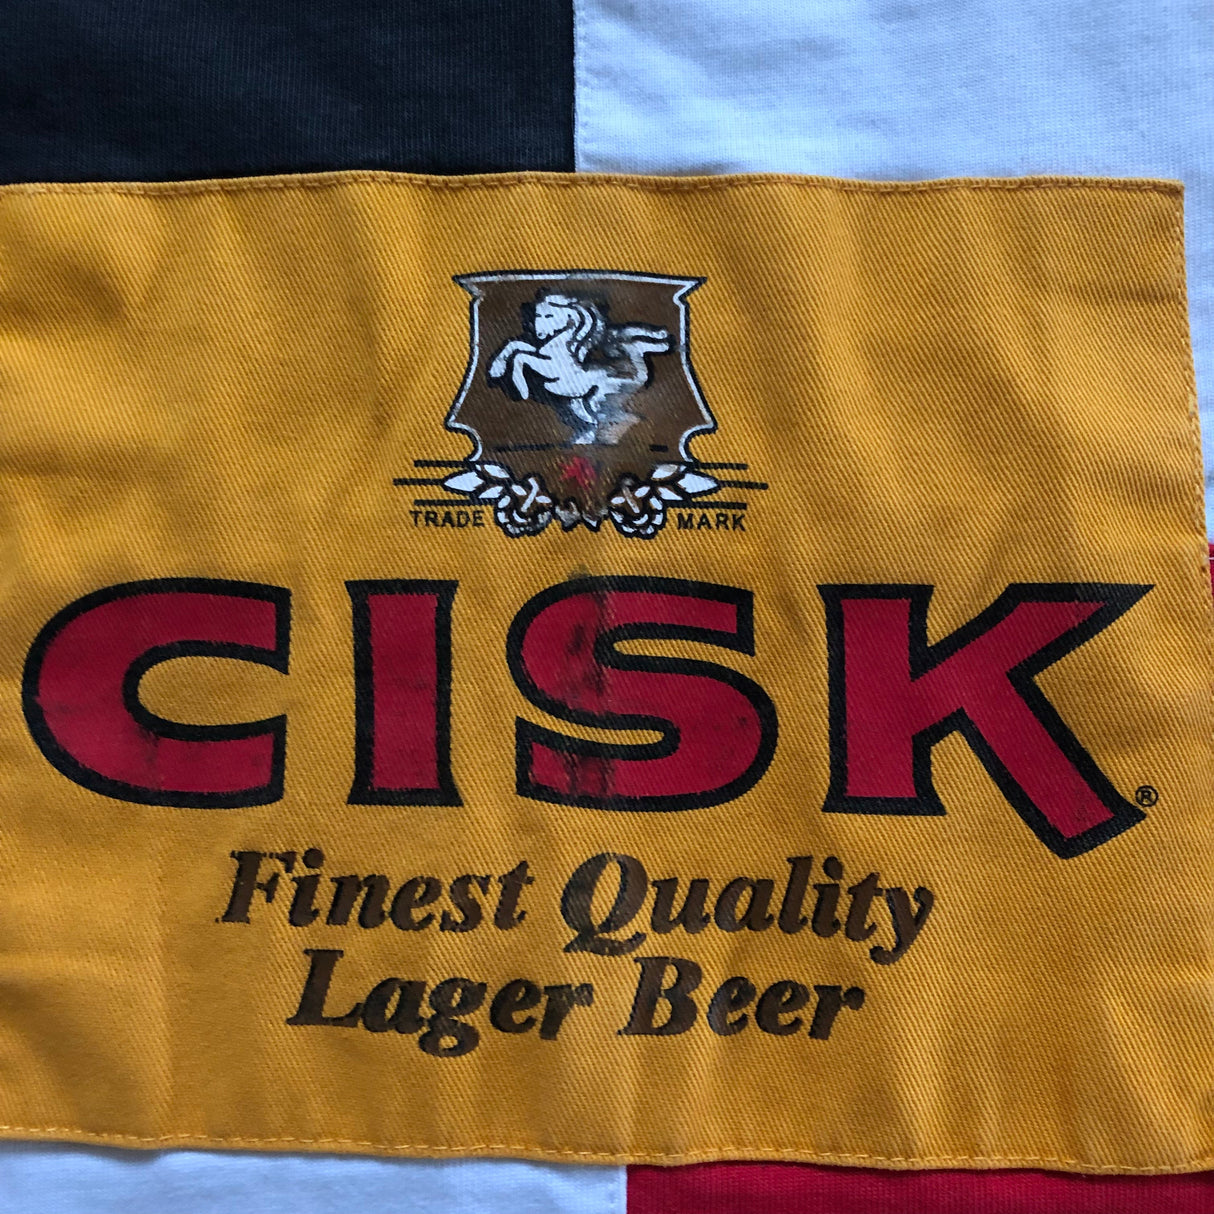 TRADE MARK
CISK®
Finest Quality
Lager Beer